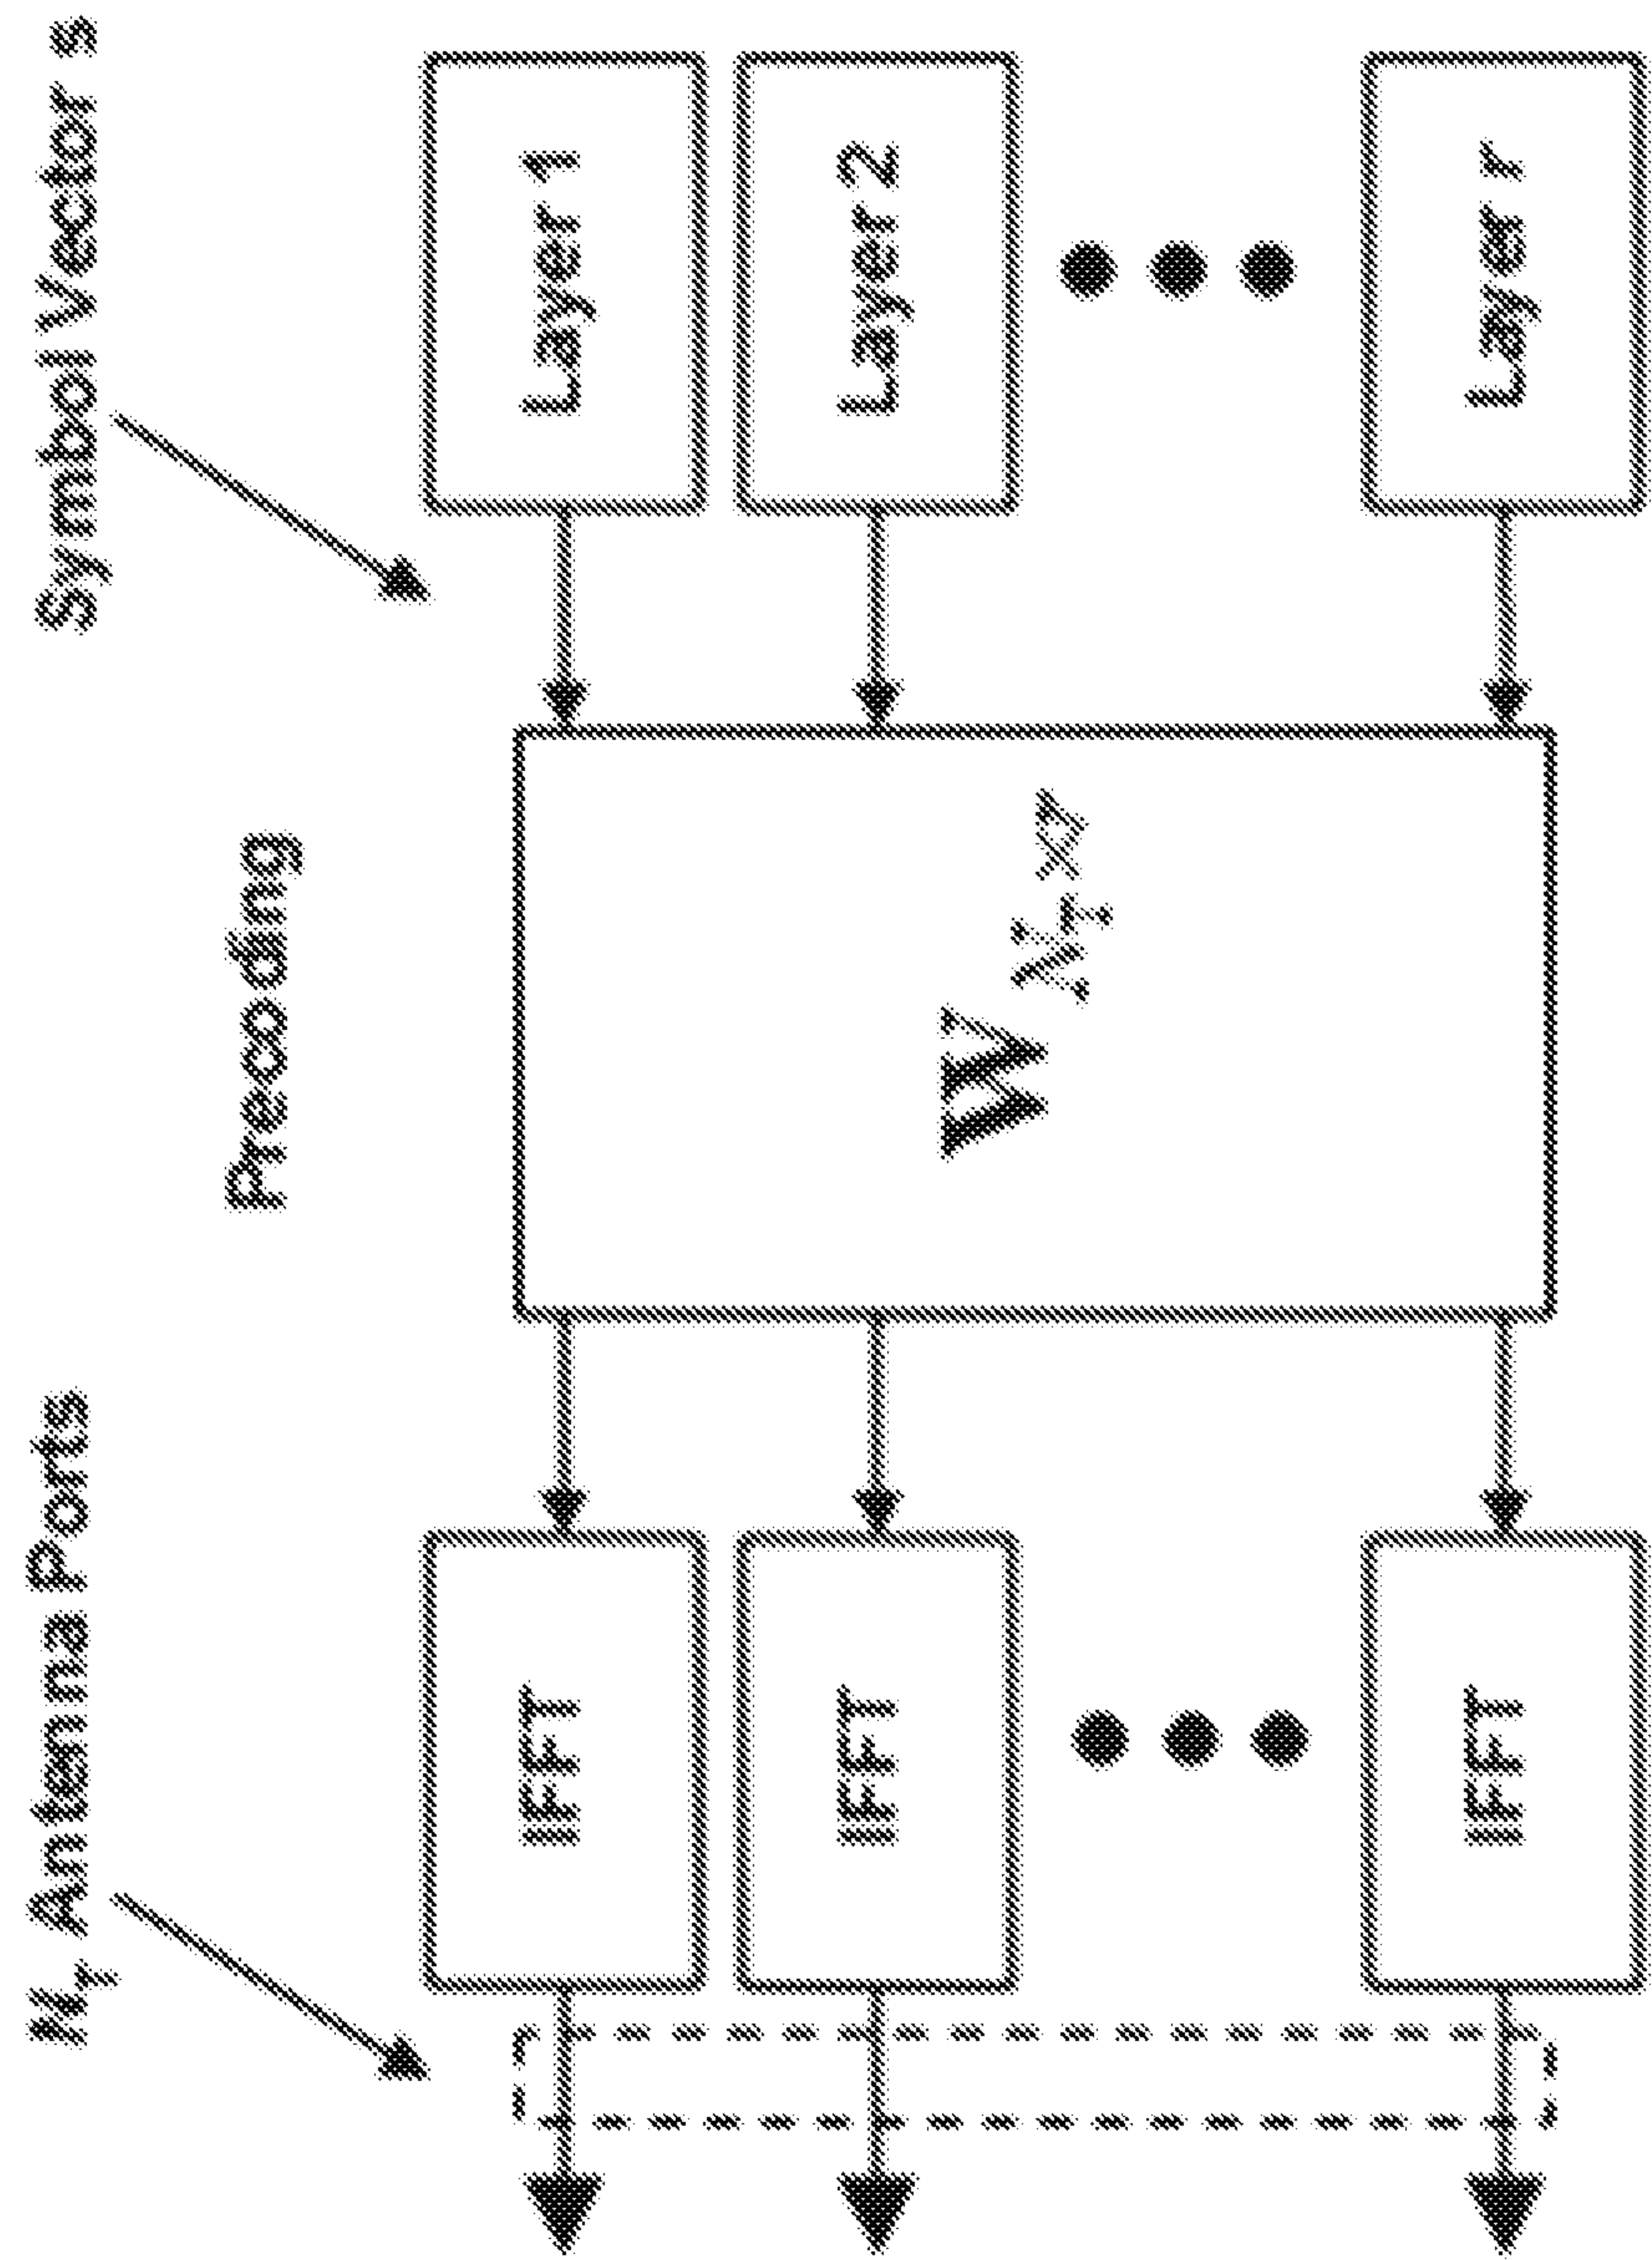 N_T Antenna Ports
Precoding
Symbol Vector s
IFFT
IFFT
IFFT
W_{N_T×r}
Layer 1
Layer 2
Layer r